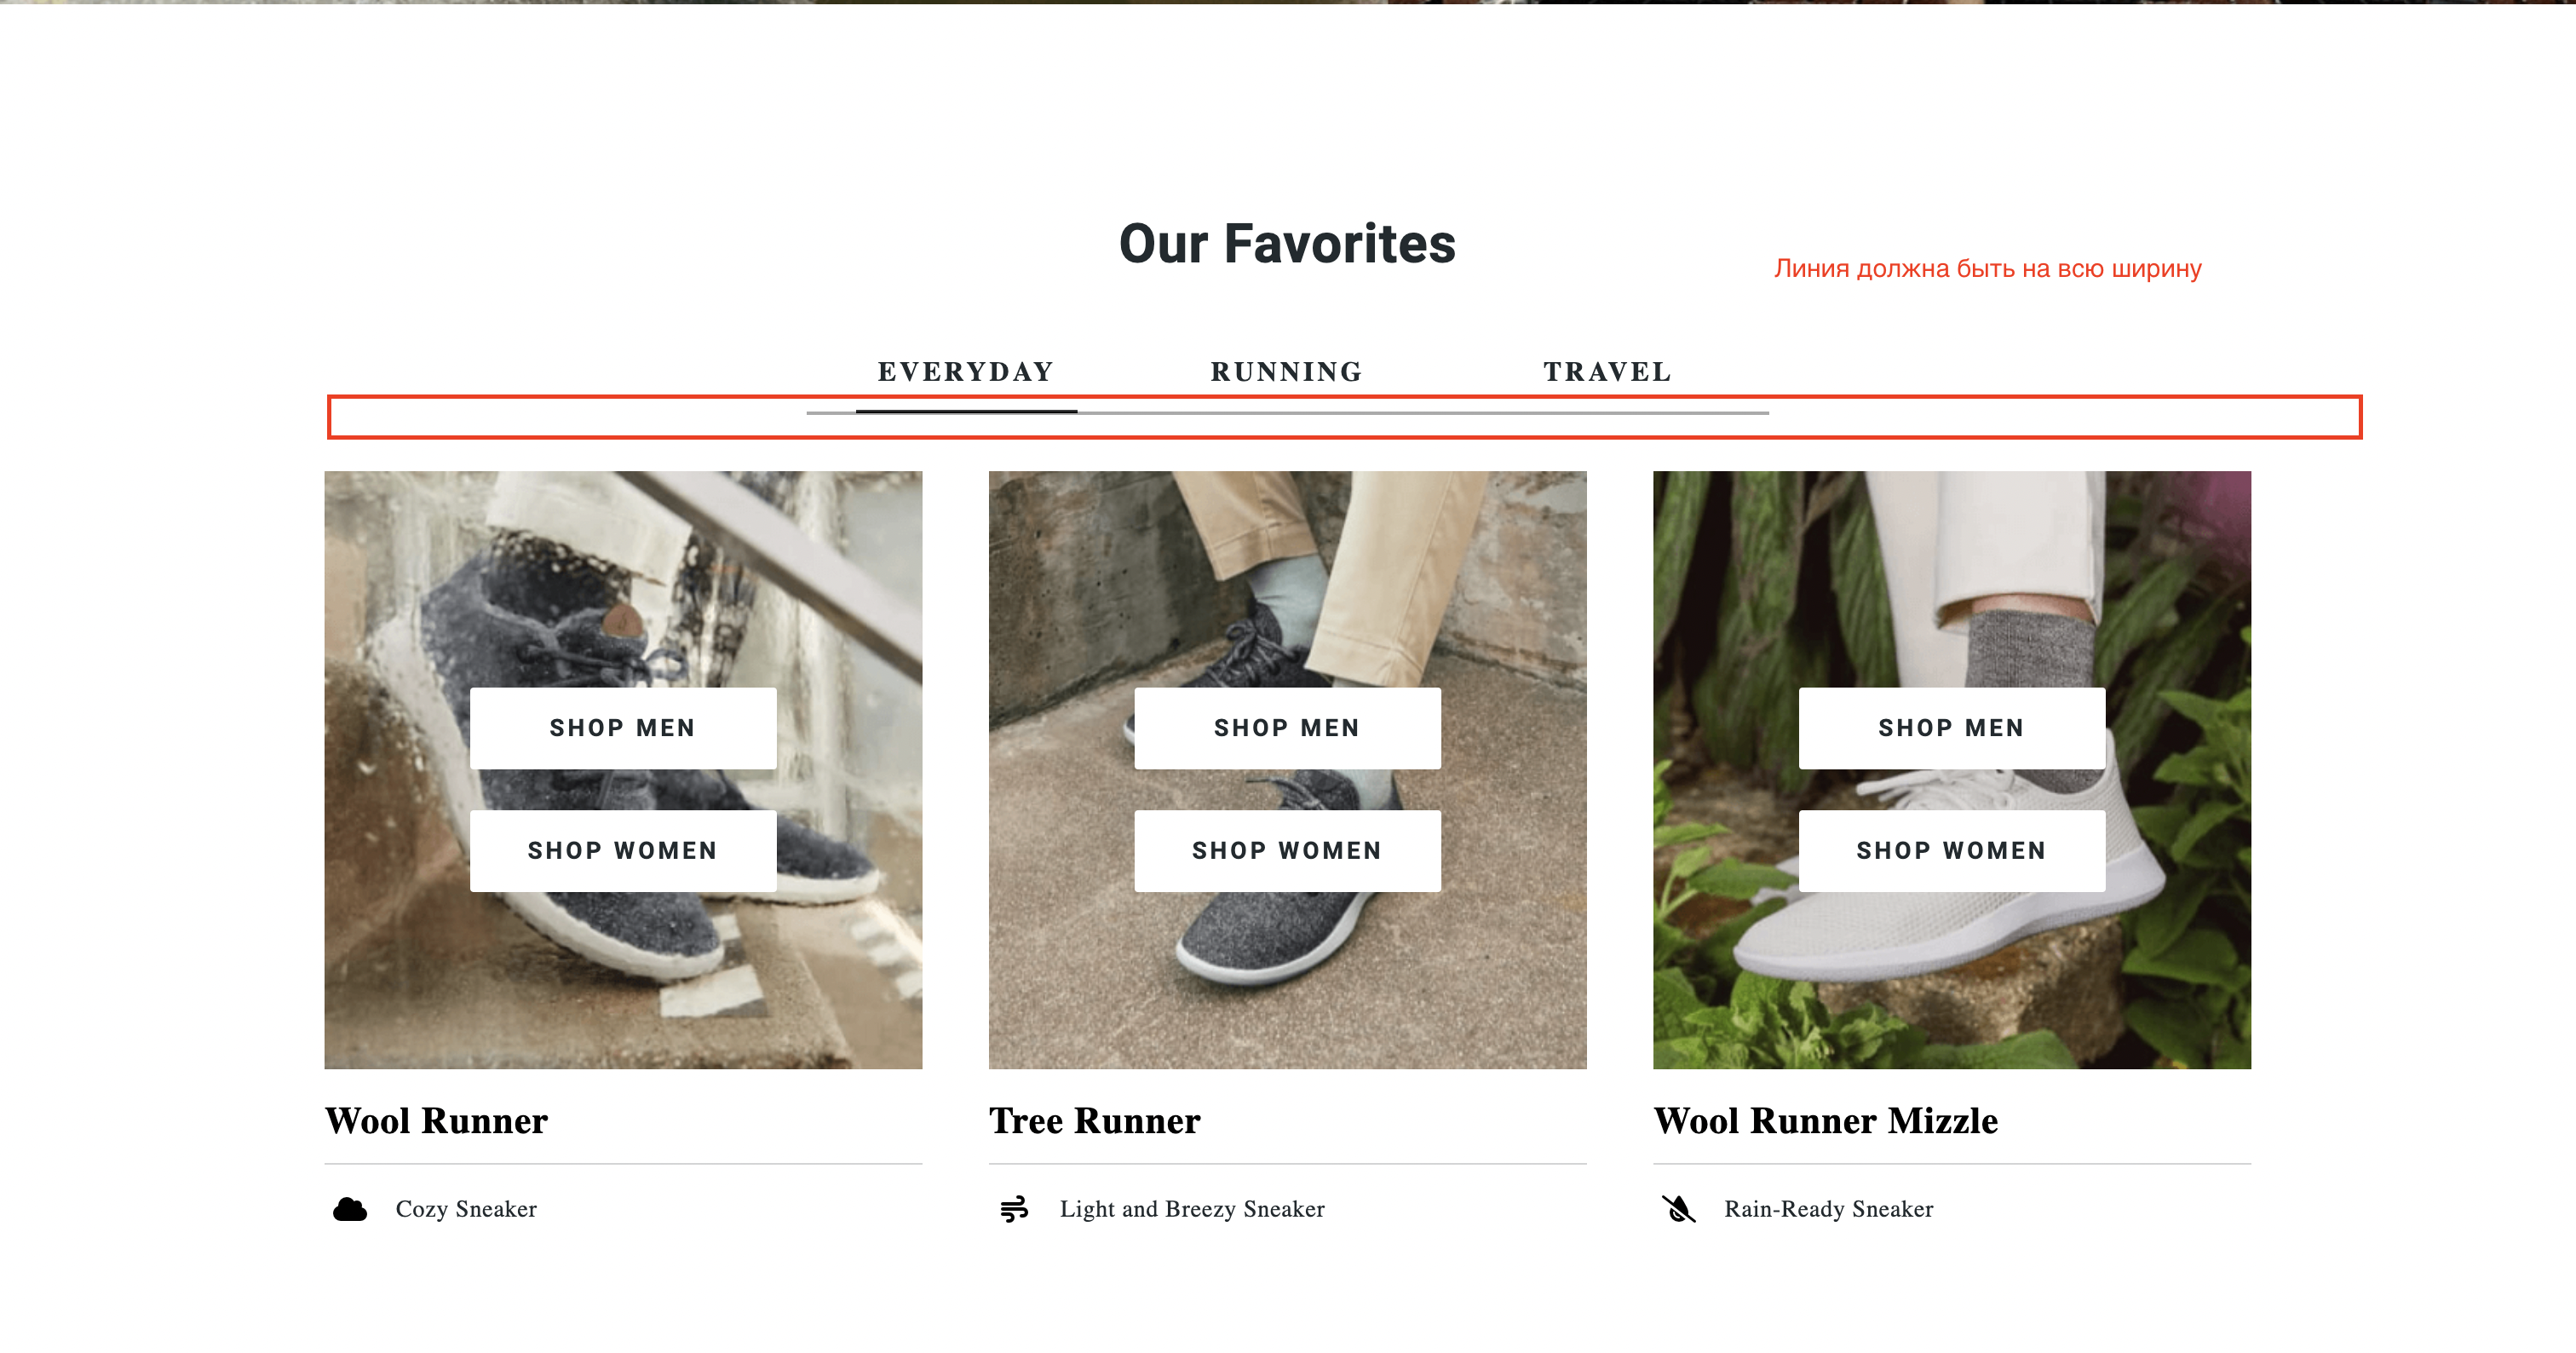 Our Favorites
Линия должна быть на всю ширину
EVERYDAY RUNNING TRAVEL
SHOP MEN SHOP MEN SHOP MEN
SHOP WOMEN SHOP WOMEN SHOP WOMEN
Wool Runner Tree Runner Wool Runner Mizzle
Cozy Sneaker Light and Breezy Sneaker Rain-Ready Sneaker